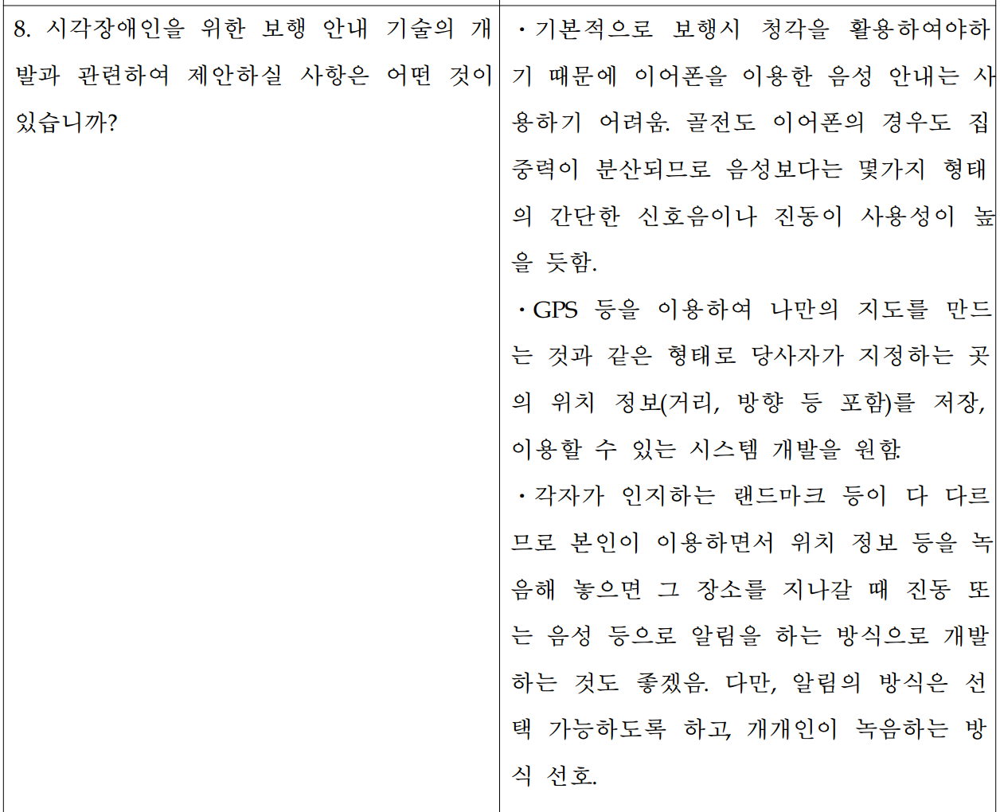 8. 시각장애인을 위한 보행 안내 기술의 개
발과 관련하여 제안하실 사항은 어떤 것이
있습니까?
・기본적으로 보행시 청각을 활용하여야하
기 때문에 이어폰을 이용한 음성 안내는 사
용하기 어려움. 골전도 이어폰의 경우도 집
중력이 분산되므로 음성보다는 몇가지 형태
의 간단한 신호음이나 진동이 사용성이 높
을 듯함.
・GPS 등을 이용하여 나만의 지도를 만드
는 것과 같은 형태로 당사자가 지정하는 곳
의 위치 정보(거리, 방향 등 포함)를 저장,
이용할 수 있는 시스템 개발을 원함.
・각자가 인지하는 랜드마크 등이 다 다르
므로 본인이 이용하면서 위치 정보 등을 녹
음해 놓으면 그 장소를 지나갈 때 진동 또
는 음성 등으로 알림을 하는 방식으로 개발
하는 것도 좋겠음. 다만, 알림의 방식은 선
택 가능하도록 하고, 개개인이 녹음하는 방
식 선호.